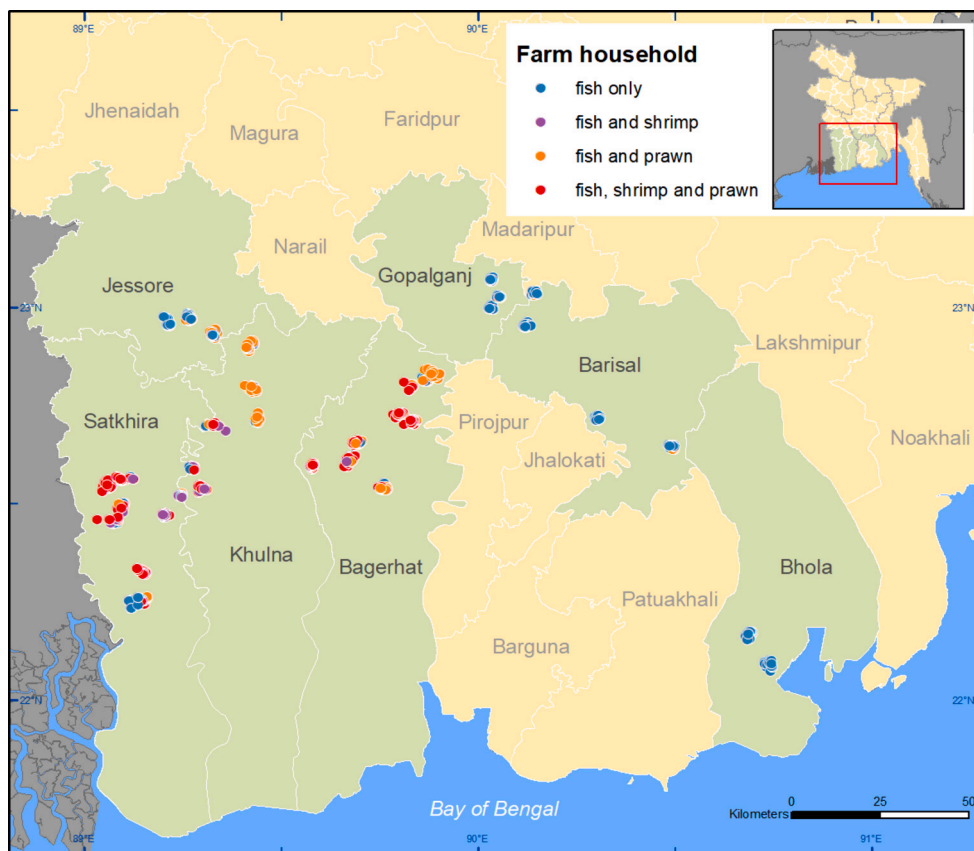 89°E
90°E
Farm household
fish only
fish and shrimp
fish and prawn
fish, shrimp and prawn
Jhenaidah
Magura
Faridpur
Narail
Madaripur
Gopalganj
Jessore
23°N
23°N
Lakshmipur
Barisal
Satkhira
Pirojpur
Noakhali
Jhalokati
Khulna
Bagerhat
Bhola
Patuakhali
Barguna
22°N
22°N
Bay of Bengal
0
25
50
Kilometers
89°E
90°E
91°E